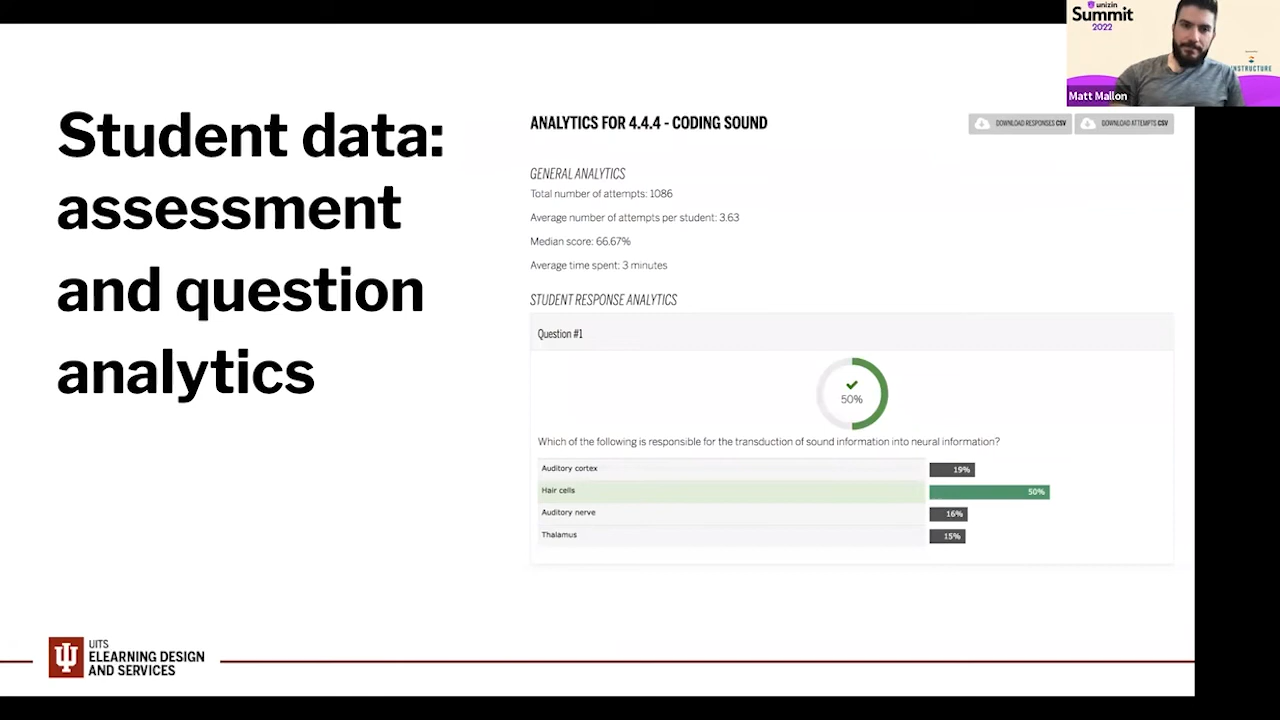 Student data:
assessment
and question
analytics
ANALYTICS FOR 4.4.4 - CODING SOUND
DOWNLOAD RESPONSES CSV
DOWNLOAD ATTEMPTS CSV
GENERAL ANALYTICS
Total number of attempts: 1086
Average number of attempts per student: 3.63
Median score: 66.67%
Average time spent: 3 minutes
STUDENT RESPONSE ANALYTICS
Question #1
50%
Which of the following is responsible for the transduction of sound information into neural information?
Auditory cortex 19%
Hair cells 50%
Auditory nerve 16%
Thalamus 15%
UITS
ELEARNING DESIGN
AND SERVICES
unizin
Summit
2022
INSTRUCTURE
Matt Mallon